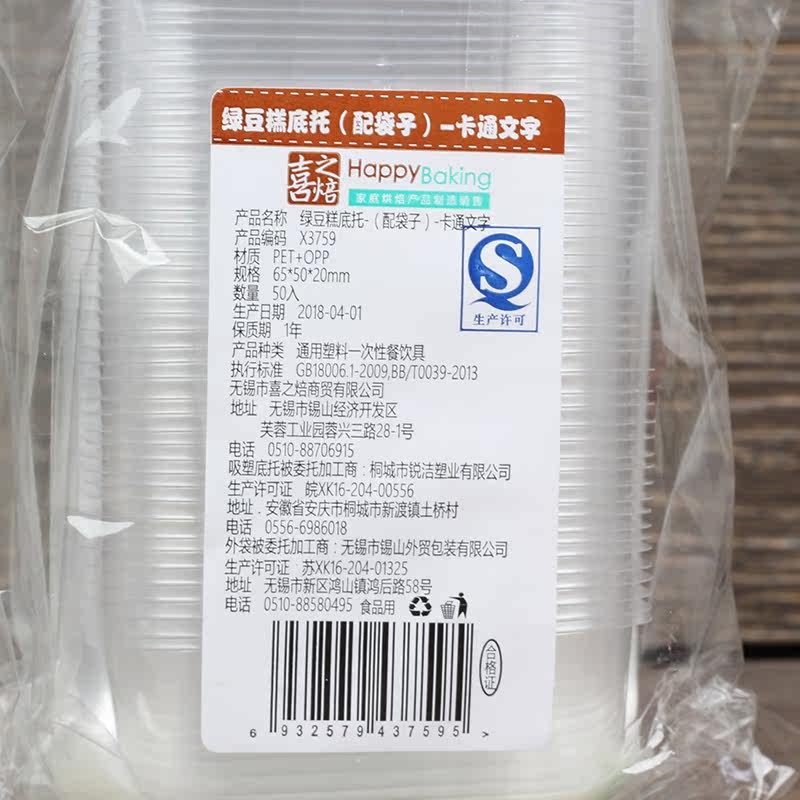 绿豆糕底托（配袋子）-卡通文字
喜之焙 HappyBaking
家庭烘焙产品制造销售
产品名称 绿豆糕底托-（配袋子）-卡通文字
产品编码 X3759
材质 PET+OPP
规格 65*50*20mm
数量 50入
生产日期 2018-04-01
保质期 1年
产品种类 通用塑料一次性餐饮具
执行标准 GB18006.1-2009,BB/T0039-2013
无锡市喜之焙商贸有限公司
地址 无锡市锡山经济开发区
芙蓉工业园蓉兴三路28-1号
电话 0510-88706915
吸塑底托被委托加工商：桐城市锐洁塑业有限公司
生产许可证 皖XK16-204-00556
地址．安徽省安庆市桐城市新渡镇土桥村
电话 0556-6986018
外袋被委托加工商：无锡市锡山外贸包装有限公司
生产许可证 苏XK16-204-01325
地址 无锡市新区鸿山镇鸿后路58号
电话 0510-88580495 食品用
生产许可
合格证
6 932579 437595 >